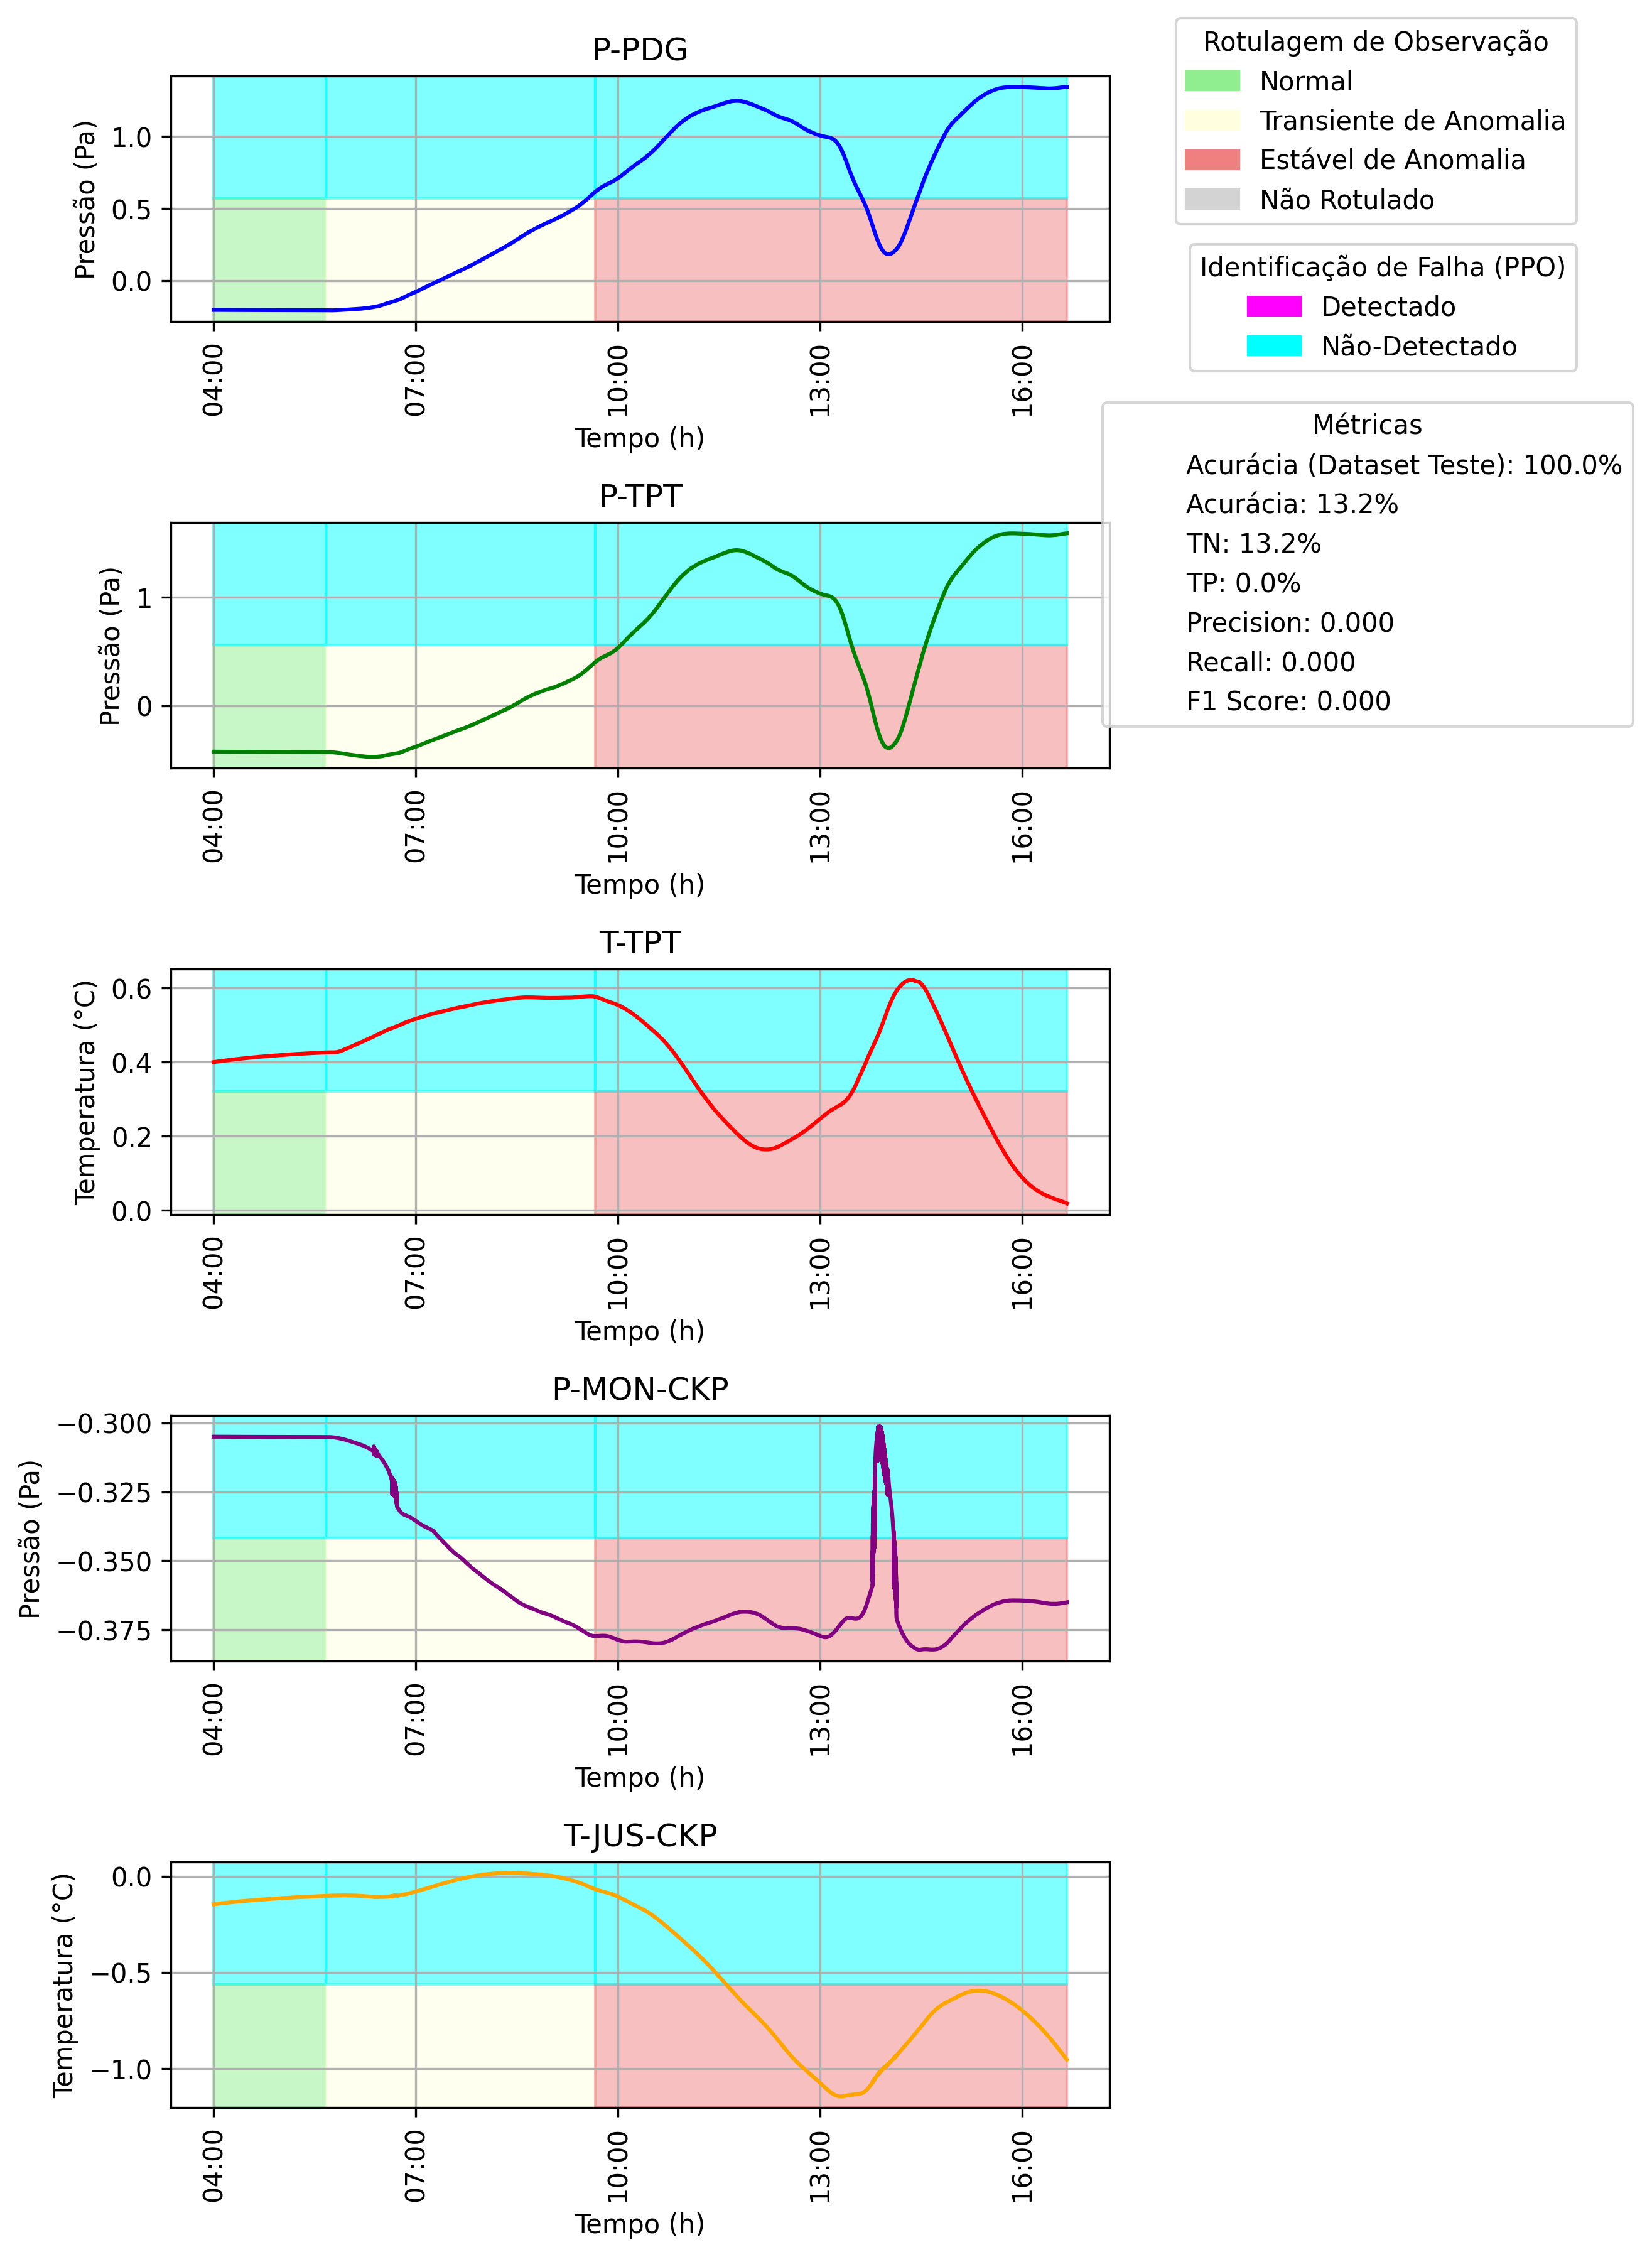 P-PDG
Pressão (Pa)
1.0
0.5
0.0
04:00
07:00
10:00
13:00
16:00
Tempo (h)
Rotulagem de Observação
Normal
Transiente de Anomalia
Estável de Anomalia
Não Rotulado
Identificação de Falha (PPO)
Detectado
Não-Detectado
Métricas
Acurácia (Dataset Teste): 100.0%
Acurácia: 13.2%
TN: 13.2%
TP: 0.0%
Precision: 0.000
Recall: 0.000
F1 Score: 0.000
P-TPT
Pressão (Pa)
1
0
04:00
07:00
10:00
13:00
16:00
Tempo (h)
T-TPT
Temperatura (°C)
0.6
0.4
0.2
0.0
04:00
07:00
10:00
13:00
16:00
Tempo (h)
P-MON-CKP
Pressão (Pa)
−0.300
−0.325
−0.350
−0.375
04:00
07:00
10:00
13:00
16:00
Tempo (h)
T-JUS-CKP
Temperatura (°C)
0.0
−0.5
−1.0
04:00
07:00
10:00
13:00
16:00
Tempo (h)